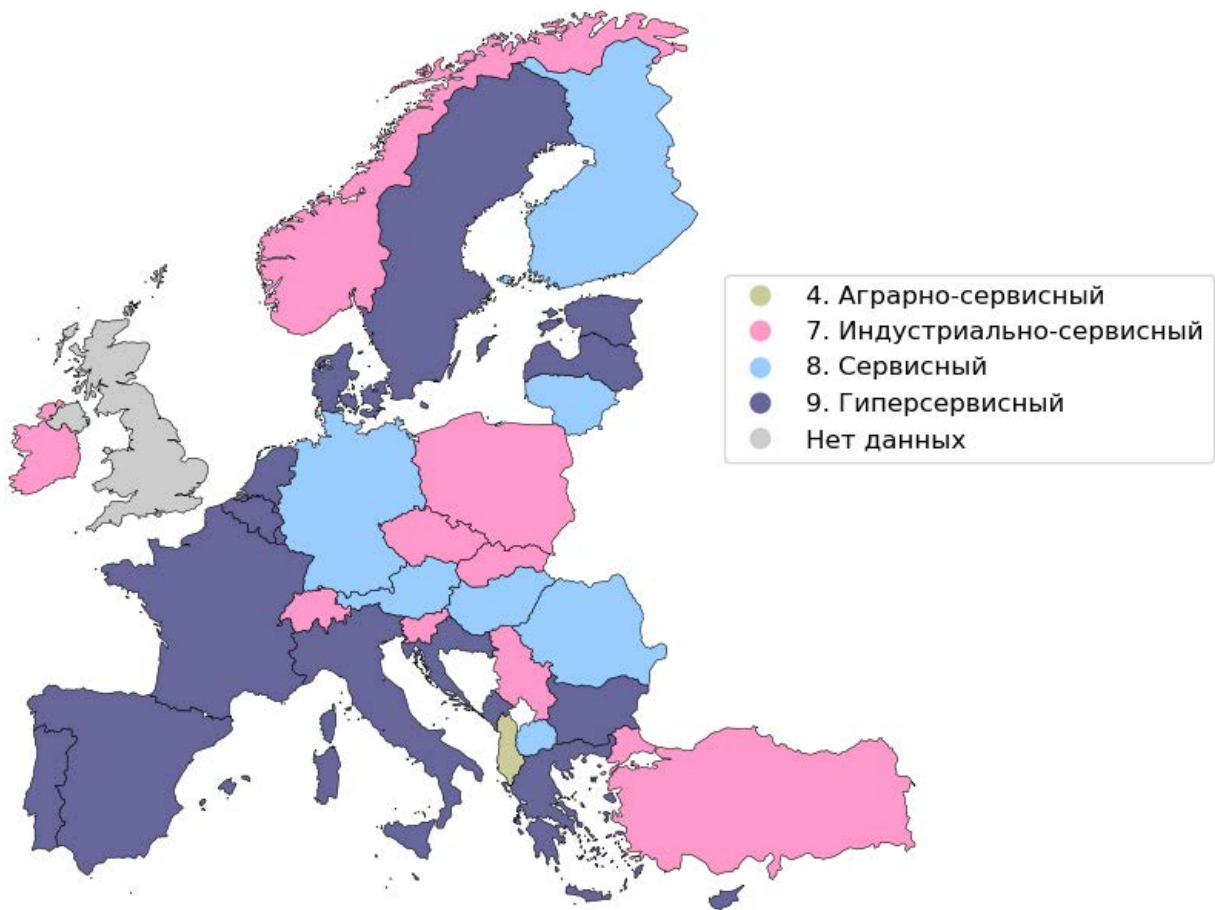 4. Аграрно-сервисный
7. Индустриально-сервисный
8. Сервисный
9. Гиперсервисный
Нет данных